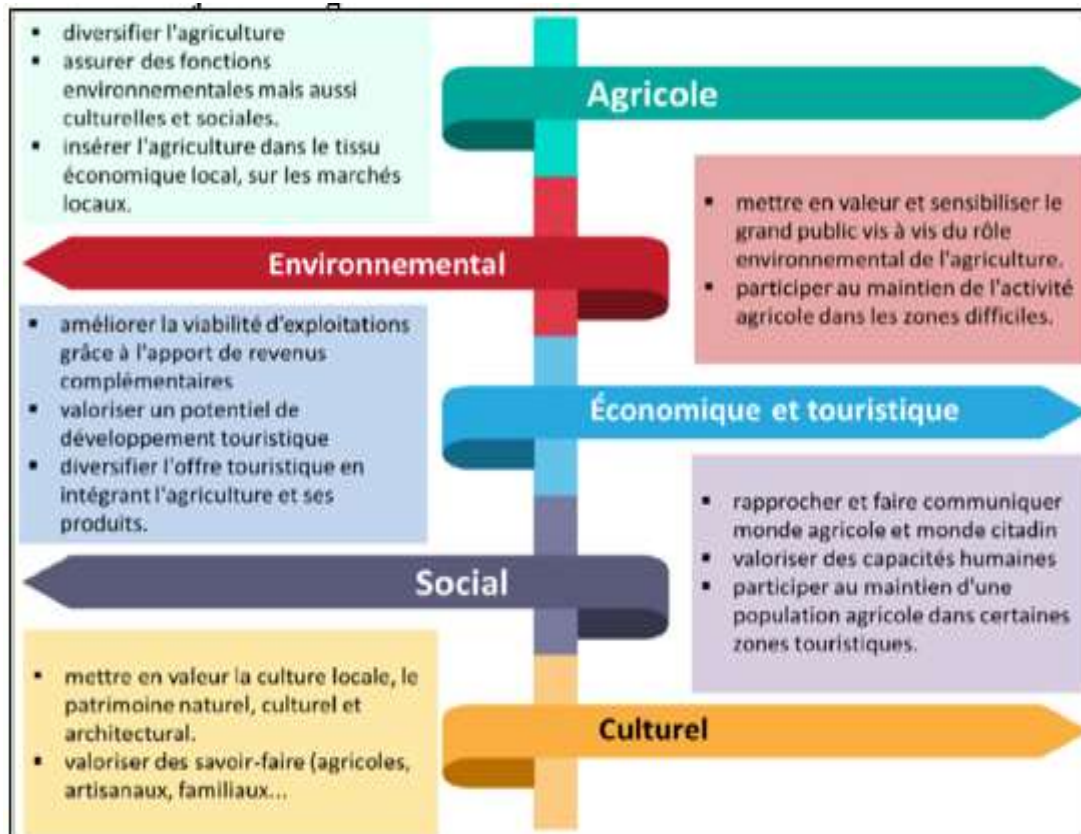 ▪ diversifier l'agriculture
▪ assurer des fonctions
environnementales mais aussi
culturelles et sociales.
▪ insérer l'agriculture dans le tissu
économique local, sur les marchés
locaux.
Agricole
Environnemental
▪ mettre en valeur et sensibiliser le
grand public vis à vis du rôle
environnemental de l'agriculture.
▪ participer au maintien de l'activité
agricole dans les zones difficiles.
▪ améliorer la viabilité d'exploitations
grâce à l'apport de revenus
complémentaires
▪ valoriser un potentiel de
développement touristique
▪ diversifier l'offre touristique en
intégrant l'agriculture et ses
produits.
Économique et touristique
Social
▪ rapprocher et faire communiquer
monde agricole et monde citadin
▪ valoriser des capacités humaines
▪ participer au maintien d'une
population agricole dans certaines
zones touristiques.
▪ mettre en valeur la culture locale, le
patrimoine naturel, culturel et
architectural.
▪ valoriser des savoir-faire (agricoles,
artisanaux, familiaux...
Culturel